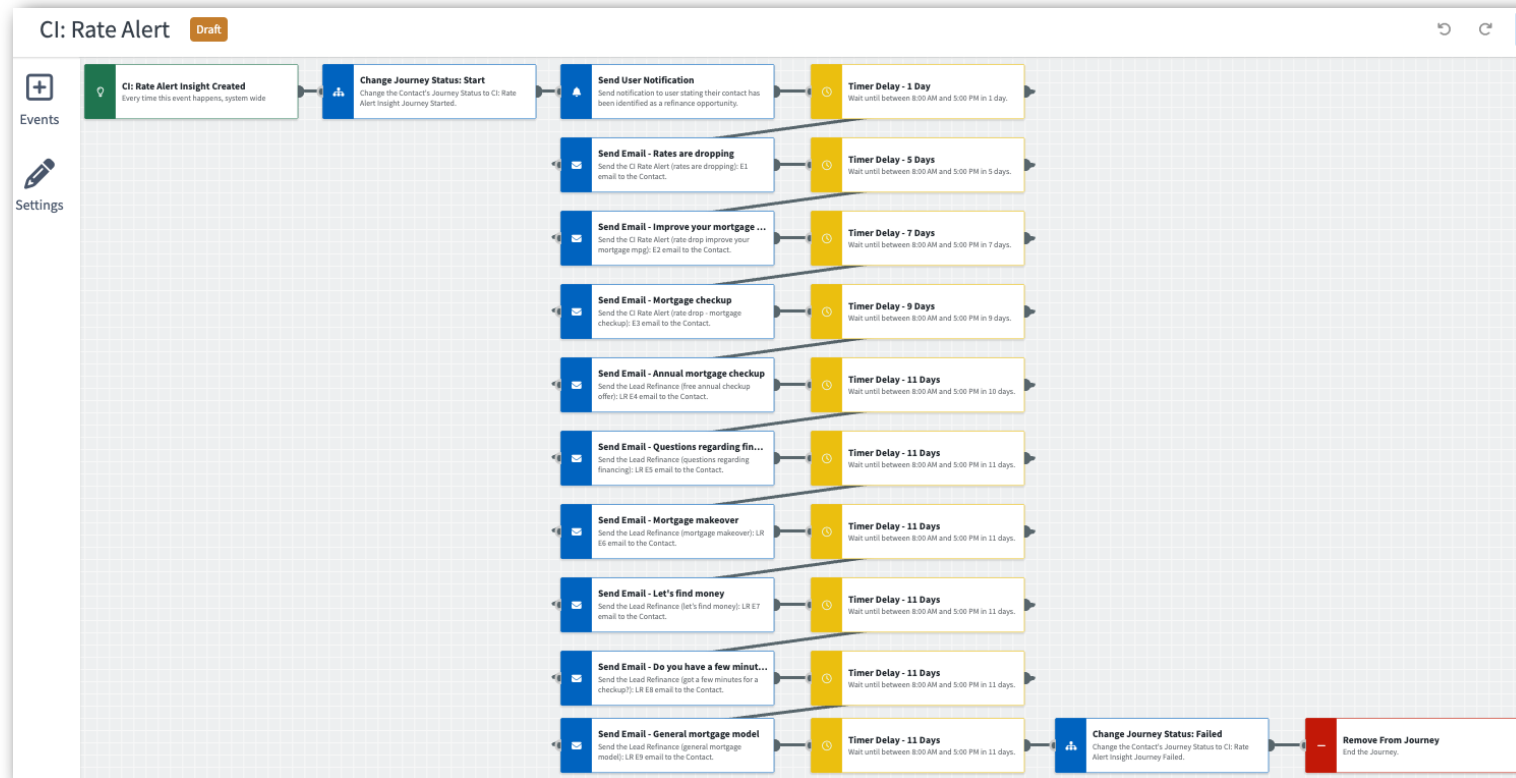 CI: Rate Alert
Draft
Events
Settings
CI: Rate Alert Insight Created
Every time this event happens, system wide
Change Journey Status: Start
Change the Contact's Journey Status to CI: Rate
Alert Insight Journey Started.
Send User Notification
Send notification to user stating their contact has
been identified as a refinance opportunity.
Timer Delay - 1 Day
Wait until between 8:00 AM and 5:00 PM in 1 day.
Send Email - Rates are dropping
Send the CI Rate Alert (rates are dropping): E1
email to the Contact.
Timer Delay - 5 Days
Wait until between 8:00 AM and 5:00 PM in 5 days.
Send Email - Improve your mortgage ...
Send the CI Rate Alert (rate drop improve your
mortgage mpg): E2 email to the Contact.
Timer Delay - 7 Days
Wait until between 8:00 AM and 5:00 PM in 7 days.
Send Email - Mortgage checkup
Send the CI Rate Alert (rate drop - mortgage
checkup): E3 email to the Contact.
Timer Delay - 9 Days
Wait until between 8:00 AM and 5:00 PM in 9 days.
Send Email - Annual mortgage checkup
Send the Lead Refinance (free annual checkup
offer): LR E4 email to the Contact.
Timer Delay - 11 Days
Wait until between 8:00 AM and 5:00 PM in 10 days.
Send Email - Questions regarding fin...
Send the Lead Refinance (questions regarding
financing): LR E5 email to the Contact.
Timer Delay - 11 Days
Wait until between 8:00 AM and 5:00 PM in 11 days.
Send Email - Mortgage makeover
Send the Lead Refinance (mortgage makeover): LR
E6 email to the Contact.
Timer Delay - 11 Days
Wait until between 8:00 AM and 5:00 PM in 11 days.
Send Email - Let's find money
Send the Lead Refinance (let's find money): LR E7
email to the Contact.
Timer Delay - 11 Days
Wait until between 8:00 AM and 5:00 PM in 11 days.
Send Email - Do you have a few minut...
Send the Lead Refinance (got a few minutes for a
checkup?): LR E8 email to the Contact.
Timer Delay - 11 Days
Wait until between 8:00 AM and 5:00 PM in 11 days.
Send Email - General mortgage model
Send the Lead Refinance (general mortgage
model): LR E9 email to the Contact.
Timer Delay - 11 Days
Wait until between 8:00 AM and 5:00 PM in 11 days.
Change Journey Status: Failed
Change the Contact's Journey Status to CI: Rate
Alert Insight Journey Failed.
Remove From Journey
End the Journey.